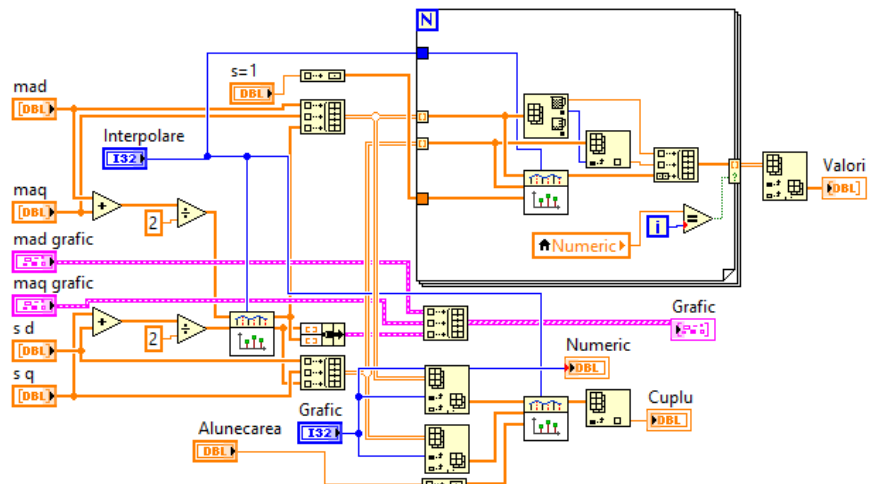 N
mad
[DBL]
s=1
DBL
Interpolare
I32
maq
[DBL]
2
mad grafic
maq grafic
s d
[DBL]
2
s q
[DBL]
Numeric
i
=
?
Valori
[DBL]
Grafic
Numeric
DBL
Cuplu
DBL
Grafic
I32
Alunecarea
DBL